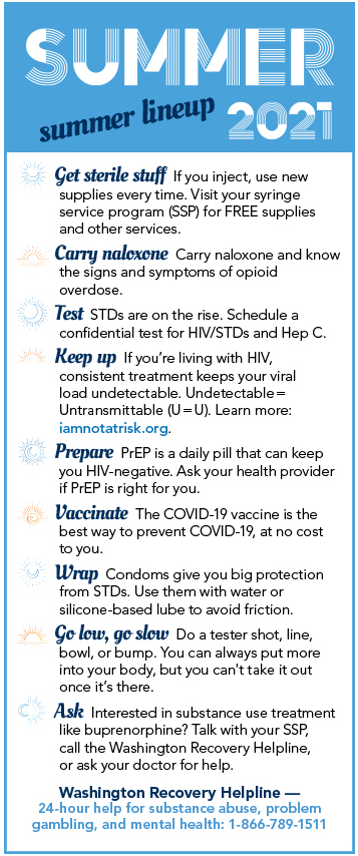 SUMMER
summer lineup 2021
Get sterile stuff If you inject, use new
supplies every time. Visit your syringe
service program (SSP) for FREE supplies
and other services.
Carry naloxone Carry naloxone and know
the signs and symptoms of opioid
overdose.
Test STDs are on the rise. Schedule a
confidential test for HIV/STDs and Hep C.
Keep up If you're living with HIV,
consistent treatment keeps your viral
load undetectable. Undetectable=
Untransmittable (U=U). Learn more:
iamnotatrisk.org.
Prepare PrEP is a daily pill that can keep
you HIV-negative. Ask your health provider
if PrEP is right for you.
Vaccinate The COVID-19 vaccine is the
best way to prevent COVID-19, at no cost
to you.
Wrap Condoms give you big protection
from STDs. Use them with water or
silicone-based lube to avoid friction.
Go low, go slow Do a tester shot, line,
bowl, or bump. You can always put more
into your body, but you can't take it out
once it's there.
Ask Interested in substance use treatment
like buprenorphine? Talk with your SSP,
call the Washington Recovery Helpline,
or ask your doctor for help.
Washington Recovery Helpline —
24-hour help for substance abuse, problem
gambling, and mental health: 1-866-789-1511